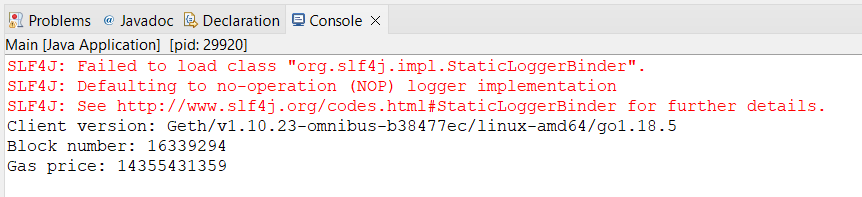 Problems @ Javadoc Declaration Console ×
Main [Java Application] [pid: 29920]
SLF4J: Failed to load class "org.slf4j.impl.StaticLoggerBinder".
SLF4J: Defaulting to no-operation (NOP) logger implementation
SLF4J: See http://www.slf4j.org/codes.html#StaticLoggerBinder for further details.
Client version: Geth/v1.10.23-omnibus-b38477ec/linux-amd64/go1.18.5
Block number: 16339294
Gas price: 14355431359